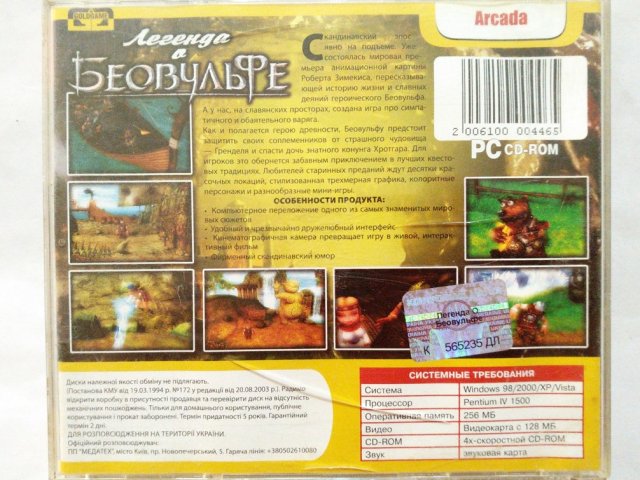 GOLDGAMES
Arcada
Легенда
о
БЕОВУЛЬФЕ
Скандинавский эпос
явно на подъеме. Уже
состоялась мировая пре-
мьера анимационной картины
Роберта Зимекиса, пересказываю-
щей историю жизни и славных
деяний героического Беовульфа.
А у нас, на славянских просторах, создана игра про симпа-
тичного и обаятельного варяга.
Как и полагается герою древности, Беовульфу предстоит
защитить своих соплеменников от страшного чудовища
— Гренделя и спасти дочь знатного конунга Хротгара. Для
игроков это обернется забавным приключением в лучших квесто-
вых традициях. Любителей старинных преданий ждут десятки кра-
сочных локаций, стилизованная трехмерная графика, колоритные
персонажи и разнообразные мини-игры.
2 006100 004465
PC CD-ROM
ОСОБЕННОСТИ ПРОДУКТА:
• Компьютерное переложение одного из самых знаменитых миро-
вых сюжетов
• Удобный и чрезвычайно дружелюбный интерфейс
• Кинематографичная камера превращает игру в живой, интерак-
тивный фильм
• Фирменный скандинавский юмор
Легенда О
Беовульфе
К 565235 ДЛ
Диски належної якості обміну не підлягають.
(Постанова КМУ від 19.03.1994 р. №172 у редакції від 20.08.2003 р.). Радимо
відкрити коробку в присутності продавця та перевірити диск на відсутність
механічних пошкоджень. Тільки для домашнього користування, публічне
користування і прокат заборонені. Термін придатності 5 років. Гарантійний
термін 2 дні.
ДЛЯ РОЗПОВСЮДЖЕННЯ НА ТЕРИТОРІЇ УКРАЇНИ.
Офіційний розповсюджувач:
ПП "МЕДАТЕХ", місто Київ, пр. Новопечерський, 5. Гаряча лінія: +380502610080
СИСТЕМНЫЕ ТРЕБОВАНИЯ
Система Windows 98/2000/XP/Vista
Процессор Pentium IV 1500
Оперативная память 256 МБ
Видео Видеокарта с 128 МБ
CD-ROM 4х-скоростной CD-ROM
Звук звуковая карта